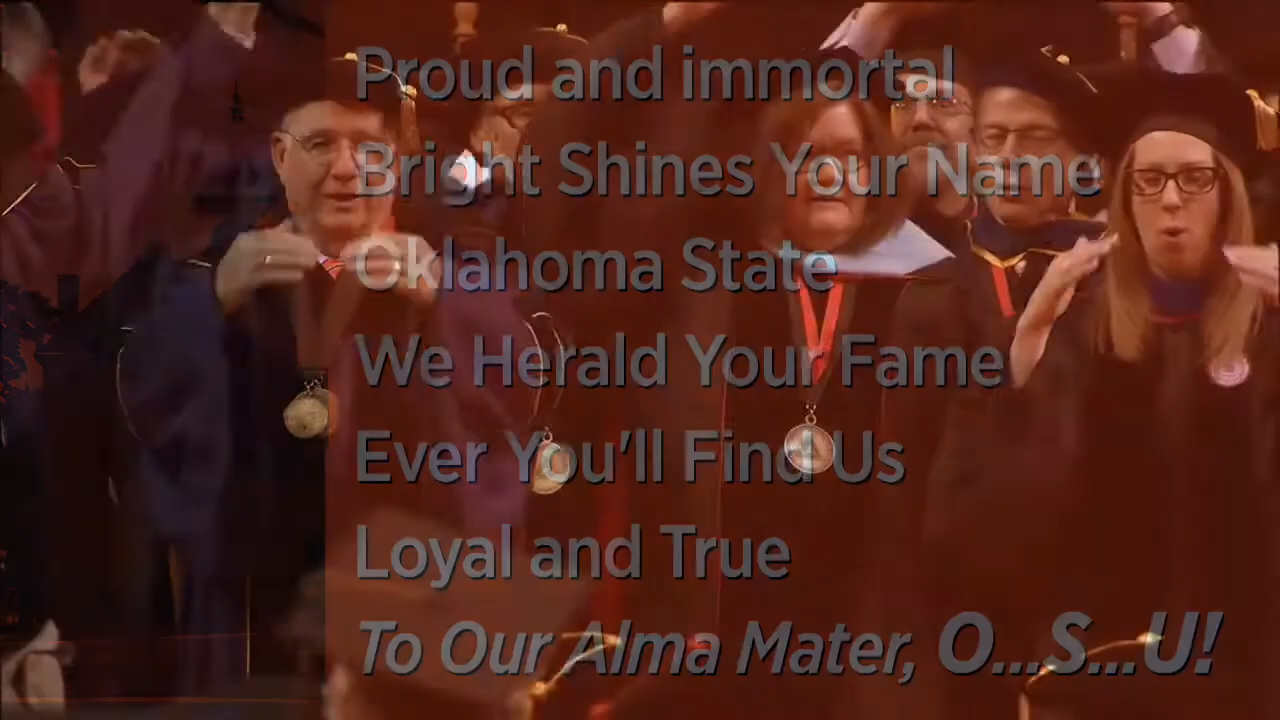 Proud and immortal
Bright Shines Your Name
Oklahoma State
We Herald Your Fame
Ever You'll Find Us
Loyal and True
To Our Alma Mater, O...S...U!